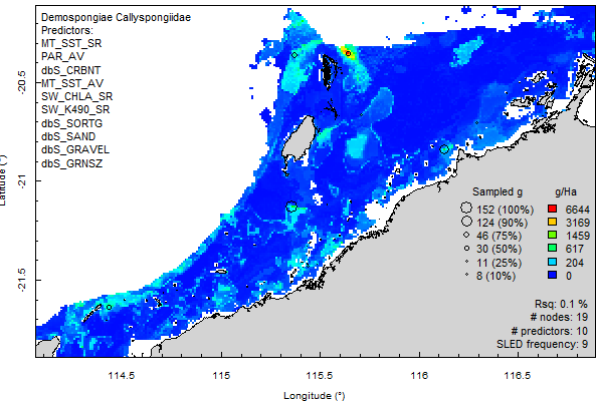 Demospongiae Callyspongiidae
Predictors:
MT_SST_SR
PAR_AV
dbS_CRBNT
MT_SST_AV
SW_CHLA_SR
SW_K490_SR
dbS_SORTG
dbS_SAND
dbS_GRAVEL
dbS_GRNSZ
-20.5
-21
-21.5
Latitude (°)
Sampled g g/Ha
152 (100%) 6644
124 (90%) 3169
46 (75%) 1459
30 (50%) 617
11 (25%) 204
8 (10%) 0
Rsq: 0.1 %
# nodes: 19
# predictors: 10
SLED frequency: 9
114.5 115 115.5 116 116.5
Longitude (°)